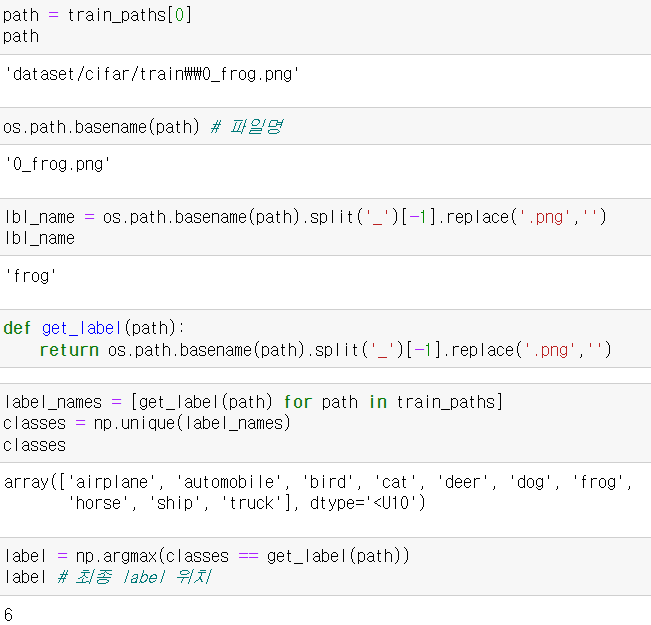 path = train_paths[0]
path
'dataset/cifar/train₩₩0_frog.png'
os.path.basename(path) # 파일명
'0_frog.png'
lbl_name = os.path.basename(path).split('_')[-1].replace('.png','')
lbl_name
'frog'
def get_label(path):
    return os.path.basename(path).split('_')[-1].replace('.png','')
label_names = [get_label(path) for path in train_paths]
classes = np.unique(label_names)
classes
array(['airplane', 'automobile', 'bird', 'cat', 'deer', 'dog', 'frog',
       'horse', 'ship', 'truck'], dtype='<U10')
label = np.argmax(classes == get_label(path))
label # 최종 label 위치
6